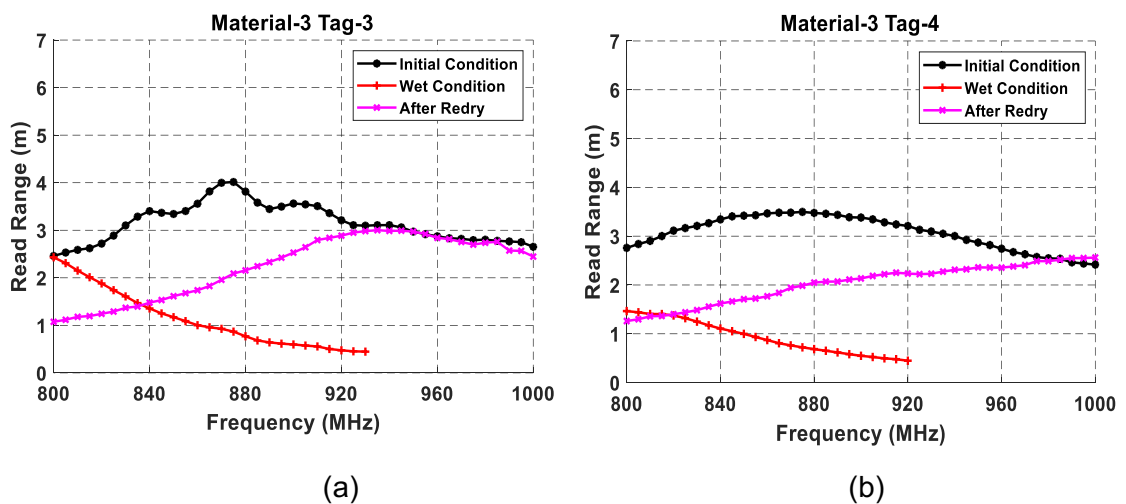 Material-3 Tag-3
Read Range (m)
7
6
5
4
3
2
1
0
Initial Condition
Wet Condition
After Redry
800 840 880 920 960 1000
Frequency (MHz)
(a)
Material-3 Tag-4
Read Range (m)
7
6
5
4
3
2
1
0
Initial Condition
Wet Condition
After Redry
800 840 880 920 960 1000
Frequency (MHz)
(b)